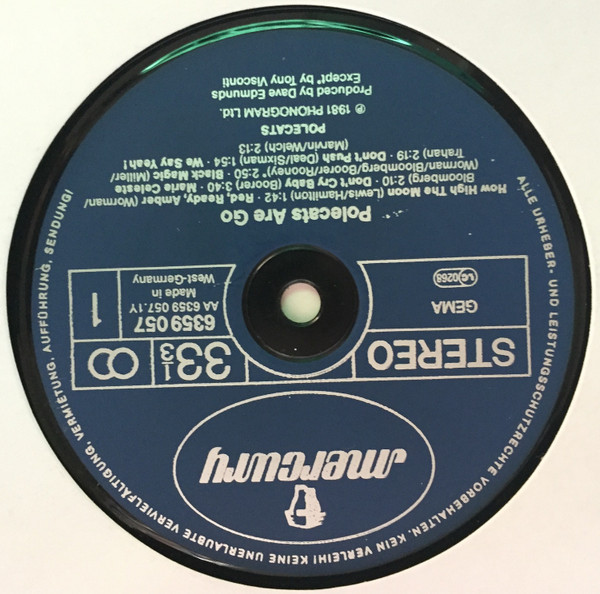 ALLE URHEBER- UND LEISTUNGSSCHUTZRECHTE VORBEHALTEN. KEIN VERLEIH! KEINE UNERLAUBTE VERVIELFÄLTIGUNG, VERMIETUNG, AUFFÜHRUNG, SENDUNG!
mercury
STEREO
33 1/3
GEMA
LC 0268
6359 057
AA 6359 057.1Y
Made in
West-Germany
1
Polecats Are Go
How High The Moon (Lewis/Hamilton) 1:42 · Red, Ready, Amber (Worman/
Bloomberg) 2:10 · Don't Cry Baby (Boorer) 3:40 · Marie Celeste
(Worman/Bloomberg/Boorer/Rooney)* 2:50 · Black Magic (Miller/
Trahan) 2:19 · Don't Push (Deal/Sixman) 1:54 · We Say Yeah!
(Marvin/Welch) 2:13
POLECATS
℗ 1981 PHONOGRAM Ltd.
Produced by Dave Edmunds
Except* by Tony Visconti